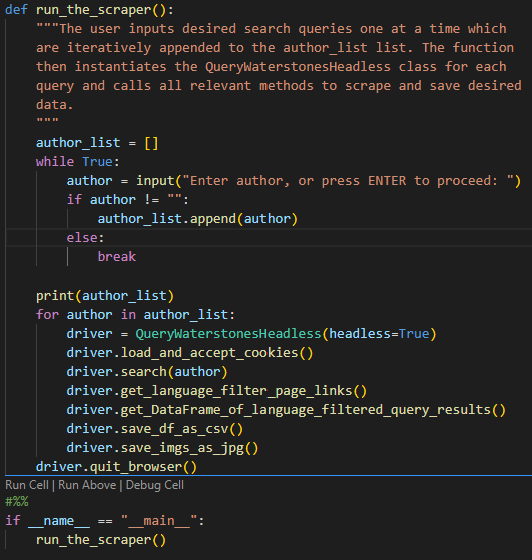 def run_the_scraper():
    """The user inputs desired search queries one at a time which
    are iteratively appended to the author_list list. The function
    then instantiates the QueryWaterstonesHeadless class for each
    query and calls all relevant methods to scrape and save desired
    data.
    """
    author_list = []
    while True:
        author = input("Enter author, or press ENTER to proceed: ")
        if author != "":
            author_list.append(author)
        else:
            break
    print(author_list)
    for author in author_list:
        driver = QueryWaterstonesHeadless(headless=True)
        driver.load_and_accept_cookies()
        driver.search(author)
        driver.get_language_filter_page_links()
        driver.get_DataFrame_of_language_filtered_query_results()
        driver.save_df_as_csv()
        driver.save_imgs_as_jpg()
    driver.quit_browser()
Run Cell | Run Above | Debug Cell
#%%
if __name__ == "__main__":
    run_the_scraper()